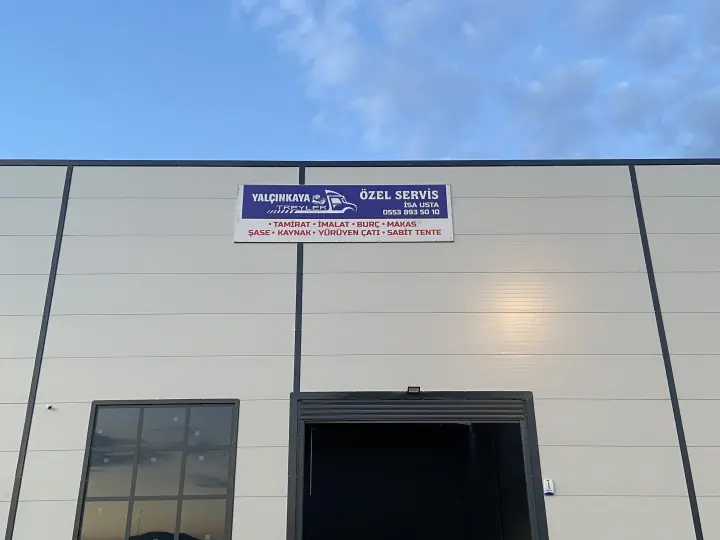 YALÇINKAYA
TREYLER
ÖZEL SERVİS
İSA USTA
0553 893 50 10
• TAMİRAT • İMALAT • BURÇ • MAKAS
ŞASE • KAYNAK • YÜRÜVEN ÇATI • SABİT TENTE